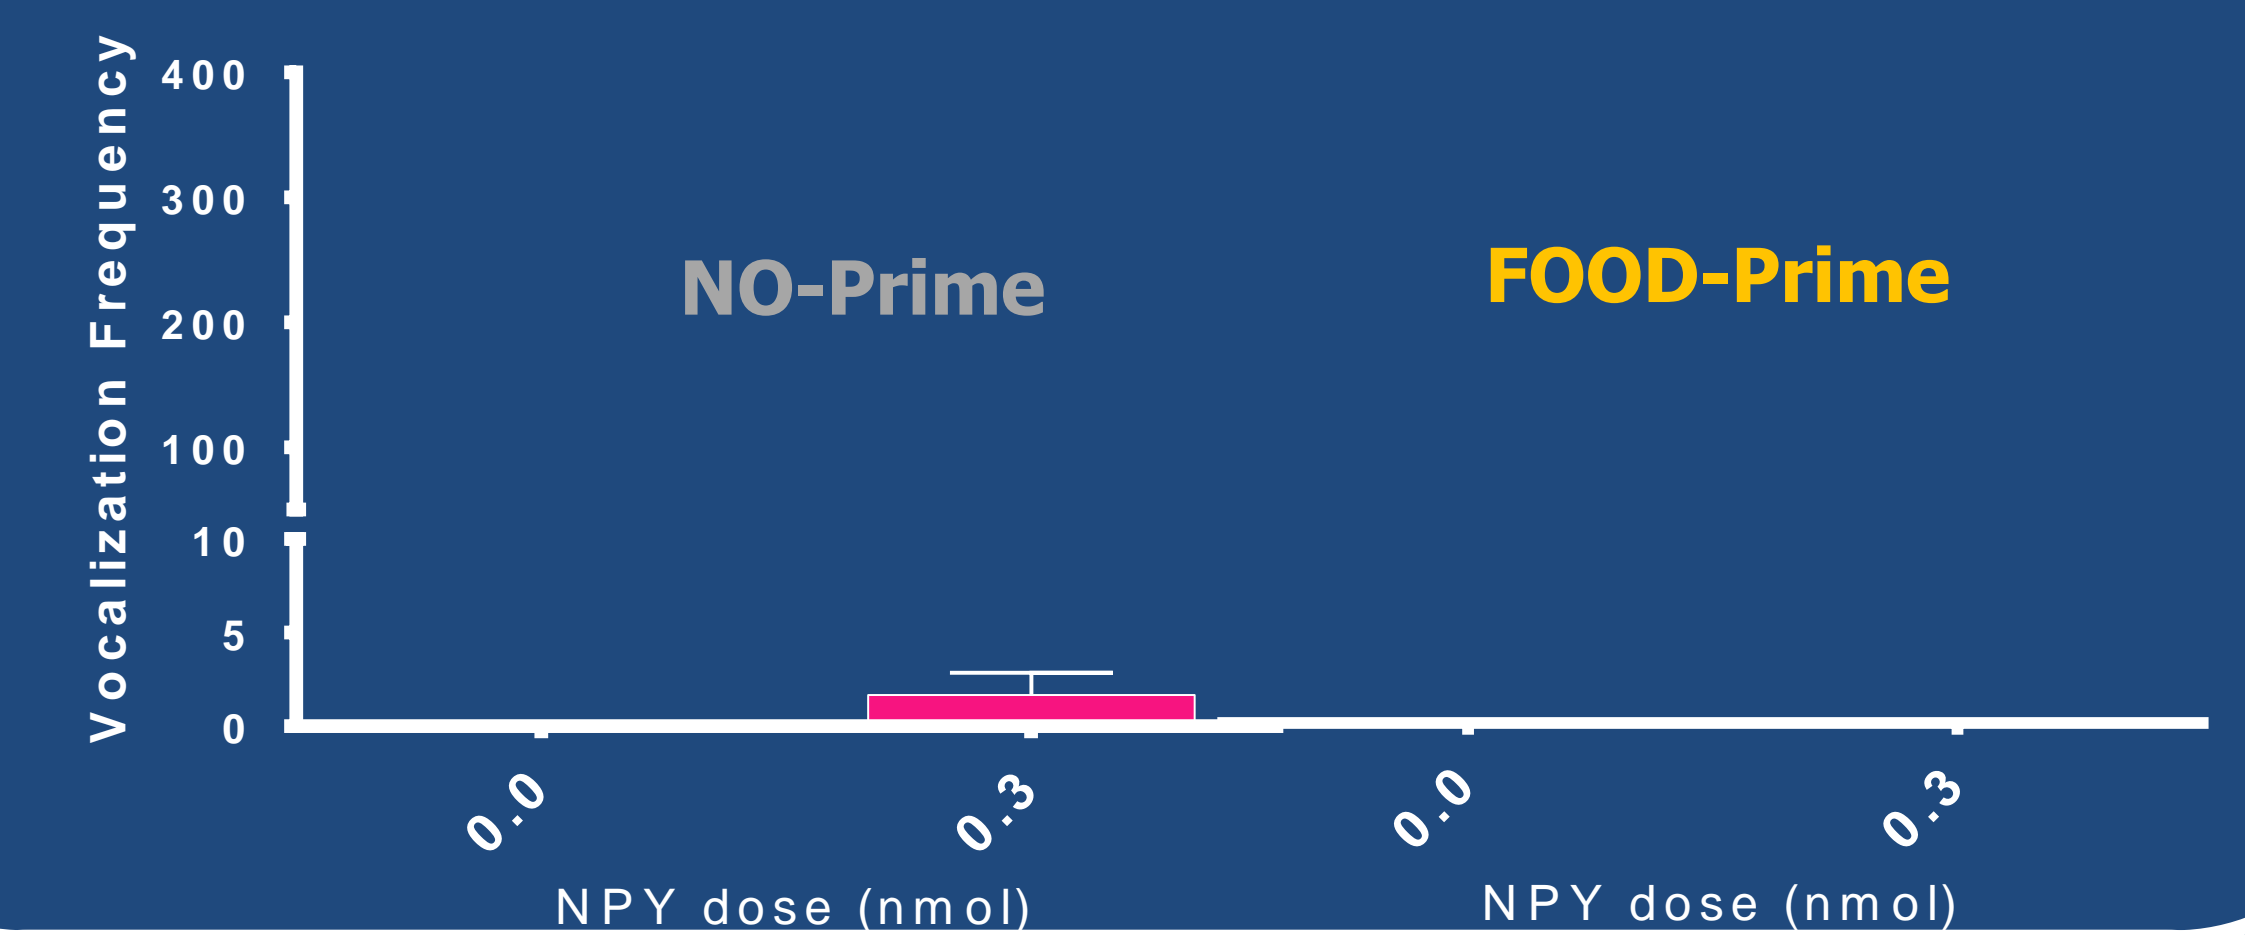 Vocalization Frequency
400
300
200
100
10
5
0
NO-Prime
FOOD-Prime
0.0
0.3
0.0
0.3
NPY dose (nmol)
NPY dose (nmol)